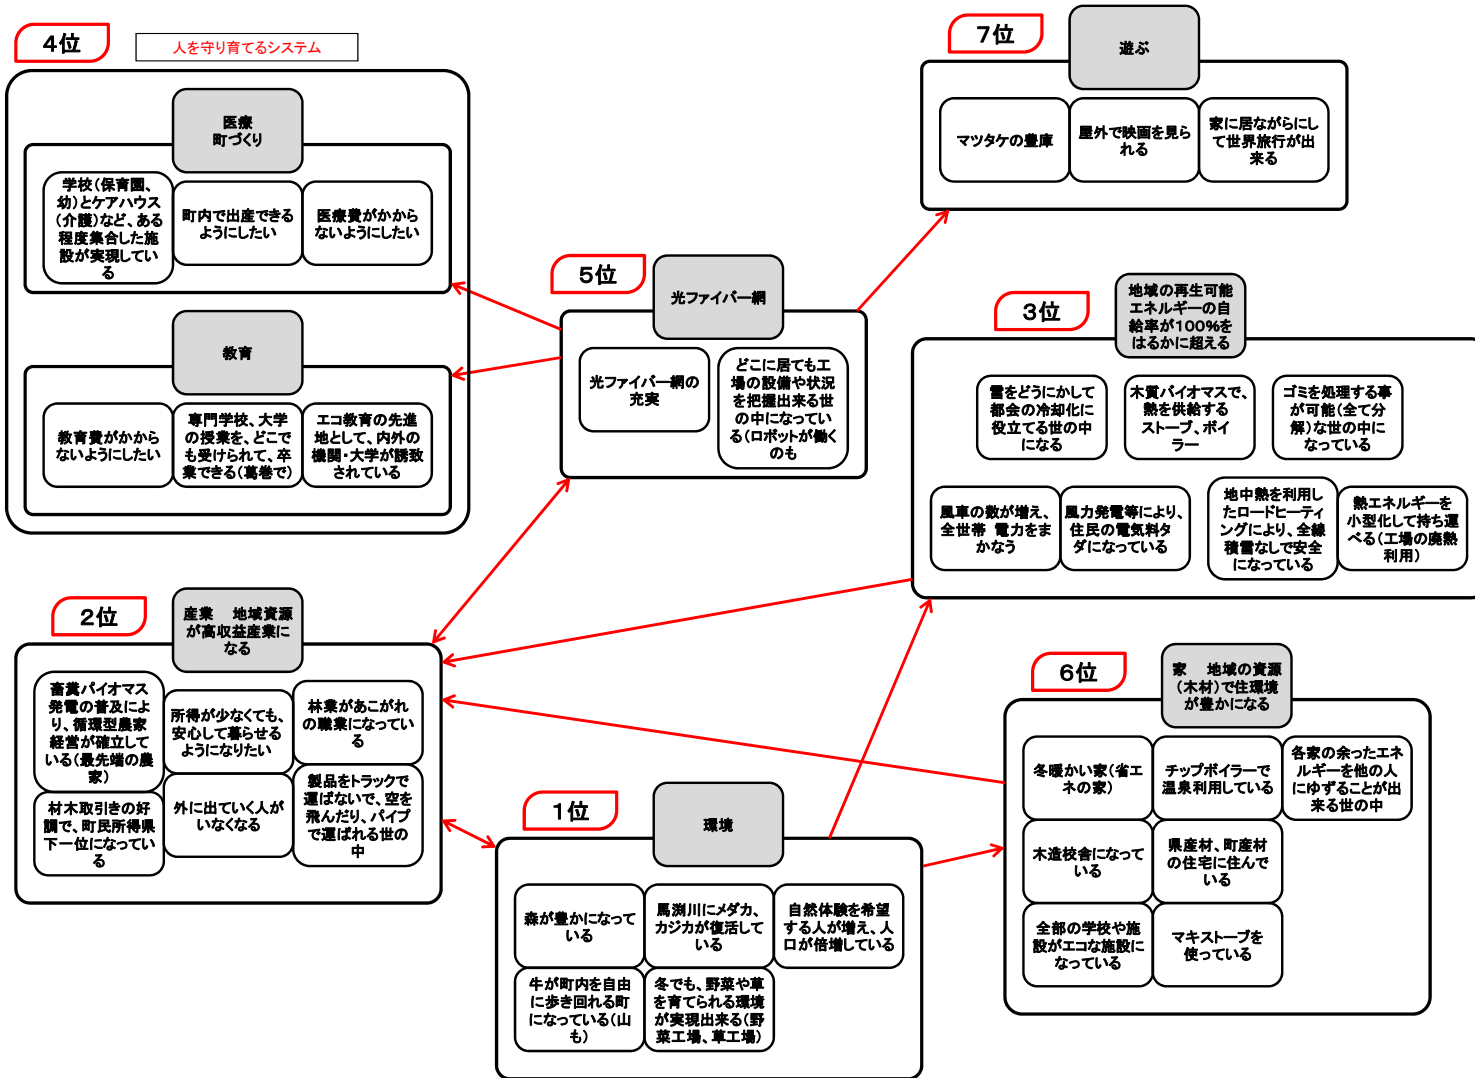 4位
人を守り育てるシステム
医療
町づくり
学校(保育園、
幼)とケアハウス
(介護)など、ある
程度集合した施
設が実現してい
る
町内で出産できる
ようにしたい
医療費がかから
ないようにしたい
教育
教育費がかから
ないようにしたい
専門学校、大学
の授業を、どこで
も受けられて、卒
業できる(葛巻で)
エコ教育の先進
地として、内外の
機関・大学が誘致
されている
7位
遊ぶ
マツタケの豊庫
屋外で映画を見ら
れる
家に居ながらにし
て世界旅行が出
来る
5位
光ファイバー網
光ファイバー網の
充実
どこに居ても工
場の設備や状況
を把握出来る世
の中になってい
る(ロボットが働く
のも
3位
地域の再生可能
エネルギーの自
給率が100%を
はるかに超える
雪をどうにかして
都会の冷却化に
役立てる世の中
になる
木質バイオマスで、
熱を供給する
ストーブ、ボイ
ラー
ゴミを処理する事
が可能(全て分
解)な世の中に
なっている
風車の数が増え、
全世帯 電力をま
かなう
風力発電等により、
住民の電気料タ
ダになっている
地中熱を利用し
たロードヒーティ
ングにより、全線
積雪なしで安全
になっている
熱エネルギーを
小型化して持ち運
べる(工場の廃熱
利用)
2位
産業 地域資源
が高収益産業に
なる
畜糞バイオマス
発電の普及によ
り、循環型農家
経営が確立して
いる(最先端の農
家)
所得が少なくても、
安心して暮らせる
ようになりたい
林業があこがれ
の職業になってい
る
材木取引きの好
調で、町民所得県
下一位になってい
る
外に出ていく人が
いなくなる
製品をトラックで
運ばないで、空を
飛んだり、パイプ
で運ばれる世の
中
1位
環境
森が豊かになって
いる
馬淵川にメダカ、
カジカが復活して
いる
自然体験を希望
する人が増え、人
口が倍増している
牛が町内を自由
に歩き回れる町
になっている(山
も)
冬でも、野菜や草
を育てられる環境
が実現出来る(野
菜工場、草工場)
6位
家 地域の資源
(木材)で住環境
が豊かになる
冬暖かい家(省エ
ネの家)
チップボイラーで
温泉利用している
各家の余ったエネ
ルギーを他の人
にゆずることが出
来る世の中
木造校舎になって
いる
県産材、町産材
の住宅に住んで
いる
全部の学校や施
設がエコな施設に
なっている
マキストーブを
使っている